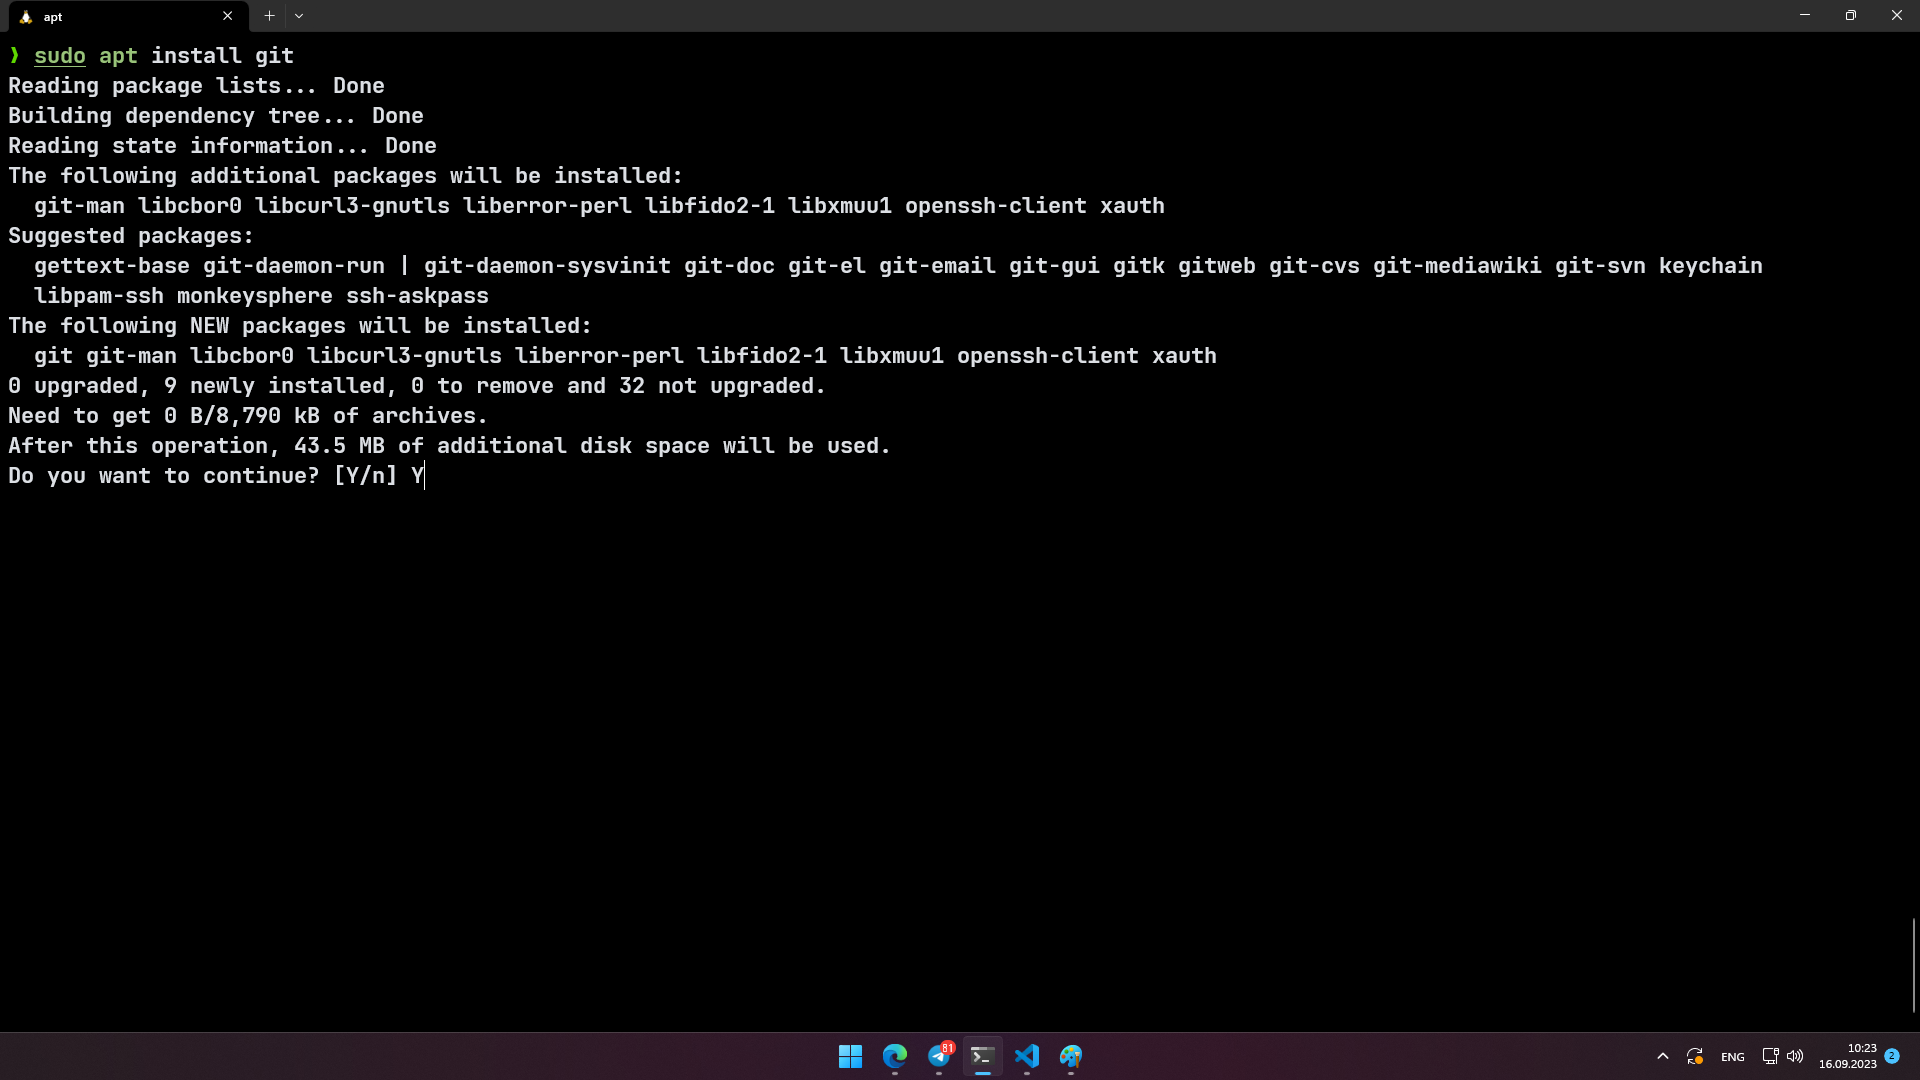 apt
❯ sudo apt install git
Reading package lists... Done
Building dependency tree... Done
Reading state information... Done
The following additional packages will be installed:
  git-man libcbor0 libcurl3-gnutls liberror-perl libfido2-1 libxmuu1 openssh-client xauth
Suggested packages:
  gettext-base git-daemon-run | git-daemon-sysvinit git-doc git-el git-email git-gui gitk gitweb git-cvs git-mediawiki git-svn keychain
  libpam-ssh monkeysphere ssh-askpass
The following NEW packages will be installed:
  git git-man libcbor0 libcurl3-gnutls liberror-perl libfido2-1 libxmuu1 openssh-client xauth
0 upgraded, 9 newly installed, 0 to remove and 32 not upgraded.
Need to get 0 B/8,790 kB of archives.
After this operation, 43.5 MB of additional disk space will be used.
Do you want to continue? [Y/n] Y
81
ENG
10:23
16.09.2023
2